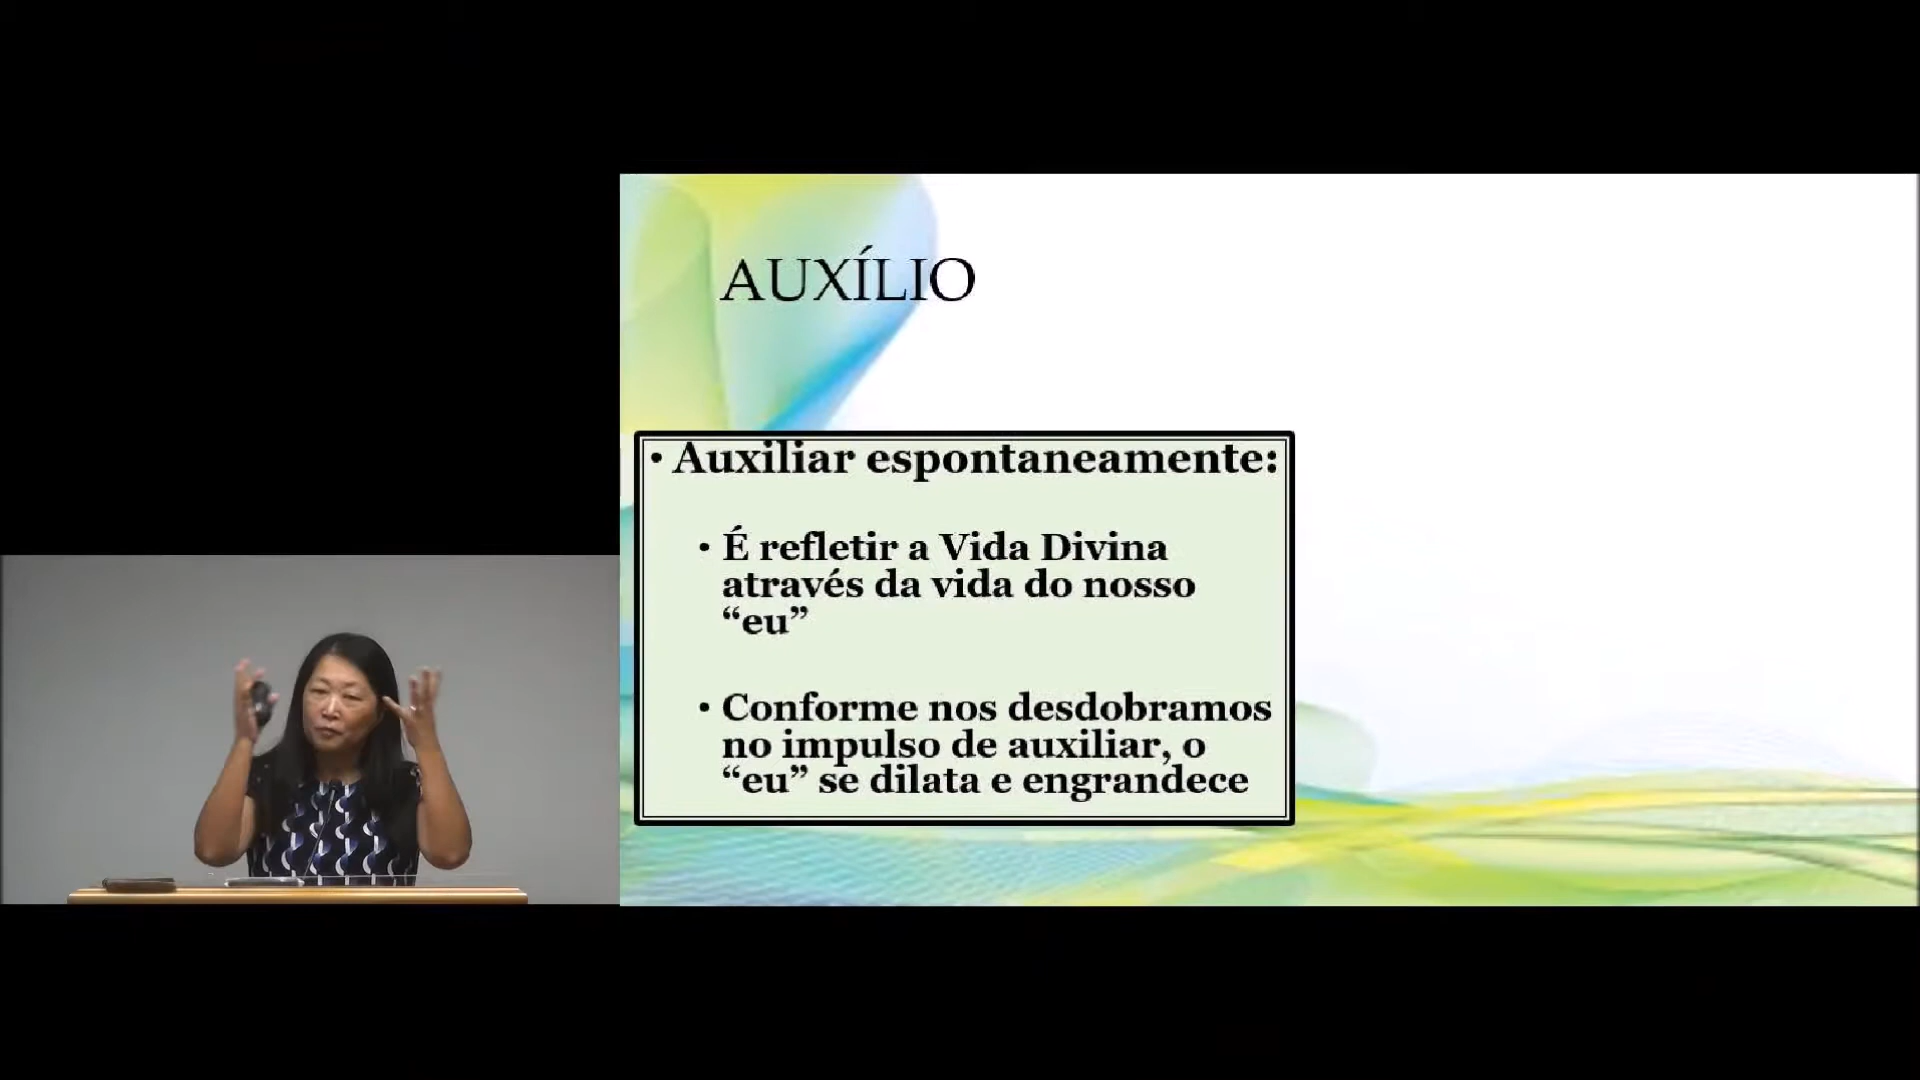 AUXÍLIO
• Auxiliar espontaneamente:
• É refletir a Vida Divina
através da vida do nosso
“eu”
• Conforme nos desdobramos
no impulso de auxiliar, o
“eu” se dilata e engrandece